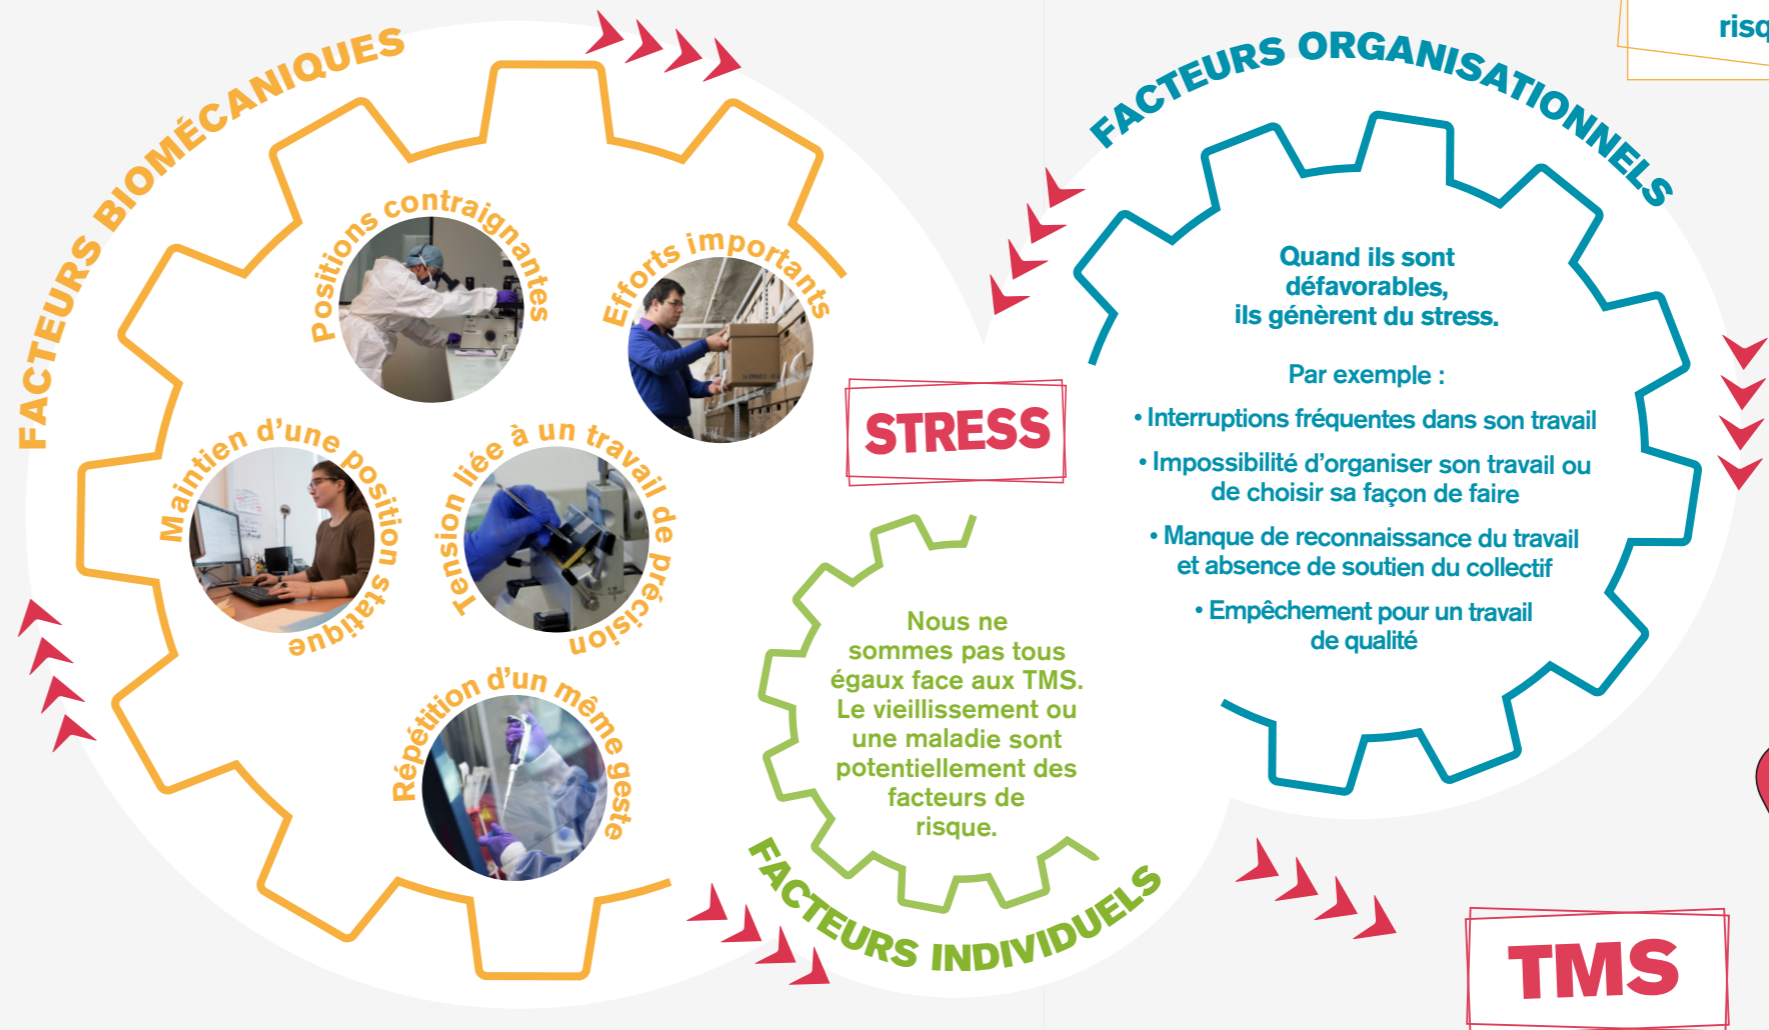 FACTEURS BIOMÉCANIQUES
Positions contraignantes
Efforts importants
Maintien d'une position statique
Tension liée à un travail de précision
Répétition d'un même geste
STRESS
FACTEURS ORGANISATIONNELS
Quand ils sont
défavorables,
ils génèrent du stress.
Par exemple :
• Interruptions fréquentes dans son travail
• Impossibilité d'organiser son travail ou
de choisir sa façon de faire
• Manque de reconnaissance du travail
et absence de soutien du collectif
• Empêchement pour un travail
de qualité
Nous ne
sommes pas tous
égaux face aux TMS.
Le vieillissement ou
une maladie sont
potentiellement des
facteurs de
risque.
FACTEURS INDIVIDUELS
TMS